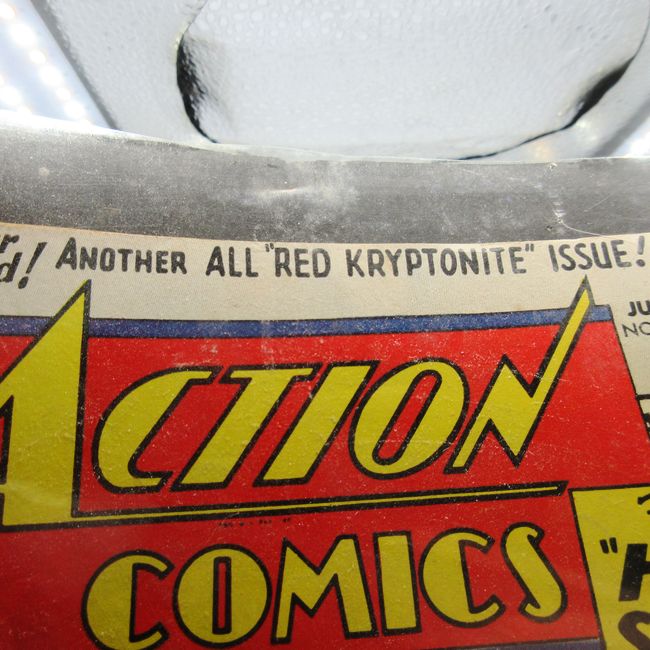 ANOTHER ALL "RED KRYPTONITE" ISSUE!
ACTION
COMICS